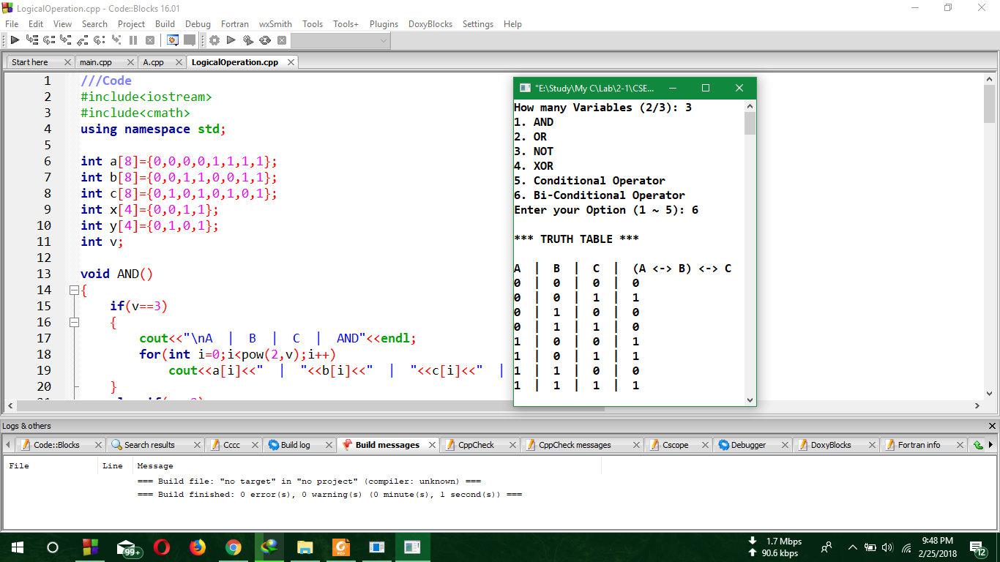 LogicalOperation.cpp - Code::Blocks 16.01
File Edit View Search Project Build Debug Fortran wxSmith Tools Tools+ Plugins DoxyBlocks Settings Help
Start here main.cpp A.cpp LogicalOperation.cpp
1 ///Code
2 #include<iostream>
3 #include<cmath>
4 using namespace std;
5
6 int a[8]={0,0,0,0,1,1,1,1};
7 int b[8]={0,0,1,1,0,0,1,1};
8 int c[8]={0,1,0,1,0,1,0,1};
9 int x[4]={0,0,1,1};
10 int y[4]={0,1,0,1};
11 int v;
12
13 void AND()
14 {
15 if(v==3)
16 {
17 cout<<"\nA | B | C | AND"<<endl;
18 for(int i=0;i<pow(2,v);i++)
19 cout<<a[i]<<" | "<<b[i]<<" | "<<c[i]<<" |
20 }
"E:\Study\My C\Lab\2-1\CSE...
How many Variables (2/3): 3
1. AND
2. OR
3. NOT
4. XOR
5. Conditional Operator
6. Bi-Conditional Operator
Enter your Option (1 ~ 5): 6
*** TRUTH TABLE ***
A | B | C | (A <-> B) <-> C
0 | 0 | 0 | 0
0 | 0 | 1 | 1
0 | 1 | 0 | 0
0 | 1 | 1 | 0
1 | 0 | 0 | 1
1 | 0 | 1 | 1
1 | 1 | 0 | 0
1 | 1 | 1 | 1
Logs & others
Code::Blocks Search results Cccc Build log Build messages CppCheck CppCheck messages Cscope Debugger DoxyBlocks Fortran info
File Line Message
=== Build file: "no target" in "no project" (compiler: unknown) ===
=== Build finished: 0 error(s), 0 warning(s) (0 minute(s), 1 second(s)) ===
99+
PDF
1.7 Mbps
90.6 kbps
9:48 PM
2/25/2018
12